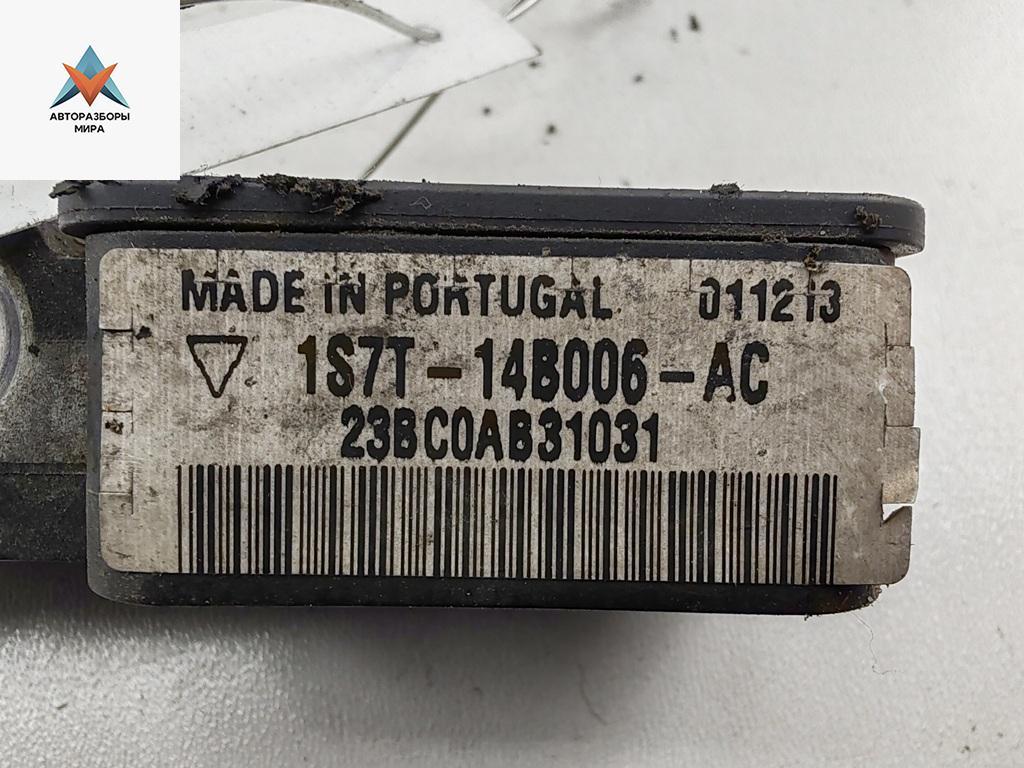 АВТОРАЗБОРЫ
МИРА
MADE IN PORTUGAL 011213
1S7T-14B006-AC
23BC0AB31031